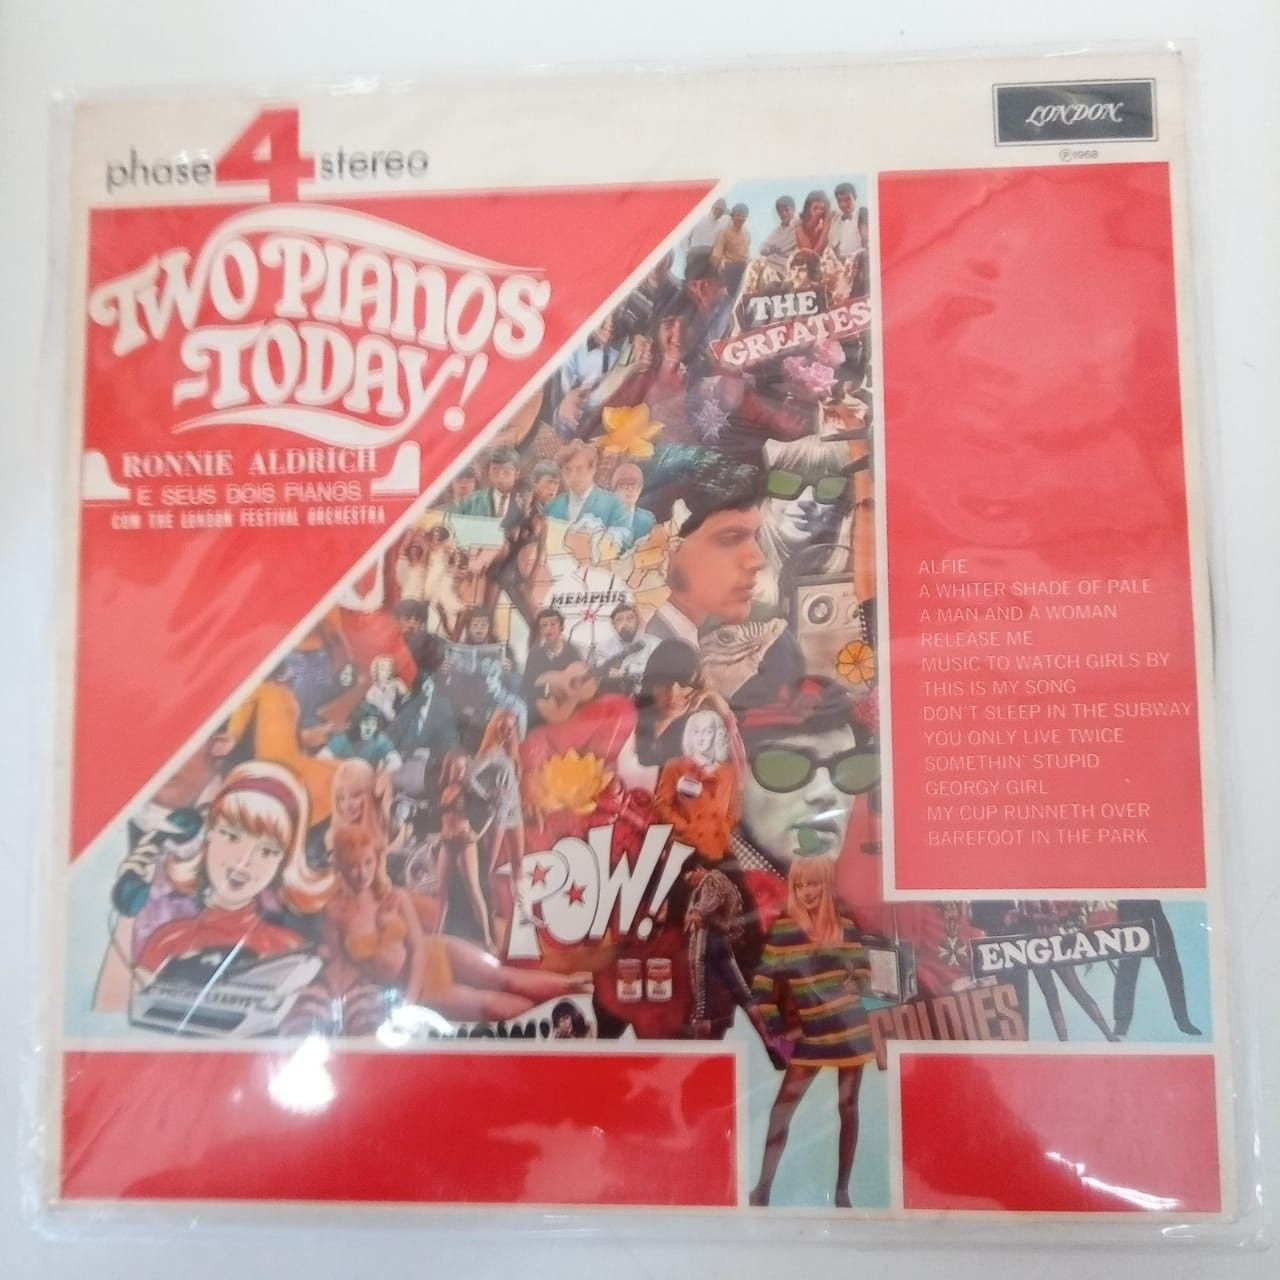 phase 4 stereo
LONDON
℗1968
TWO PIANOS
TODAY!
RONNIE ALDRICH
E SEUS DOIS PIANOS
COM THE LONDON FESTIVAL ORCHESTRA
THE
GREATES
MEMPHIS
ALFIE
A WHITER SHADE OF PALE
A MAN AND A WOMAN
RELEASE ME
MUSIC TO WATCH GIRLS BY
THIS IS MY SONG
DON'T SLEEP IN THE SUBWAY
YOU ONLY LIVE TWICE
SOMETHIN' STUPID
GEORGY GIRL
MY CUP RUNNETH OVER
BAREFOOT IN THE PARK
POW!
ENGLAND
GOLDIES